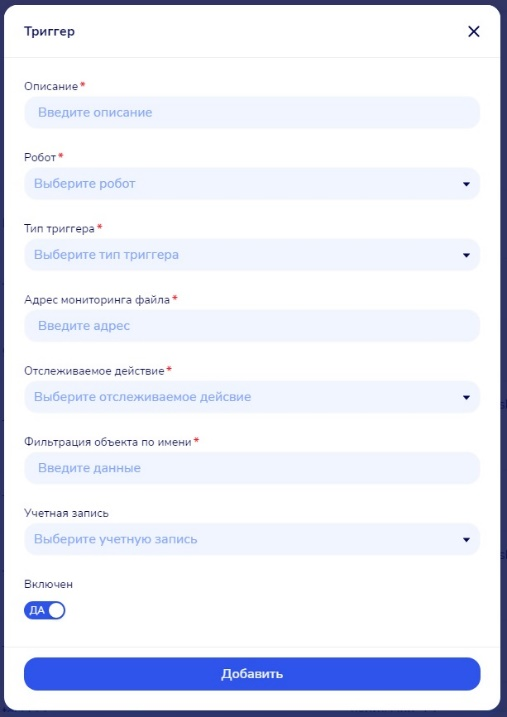 Триггер
Описание*
Введите описание
Робот*
Выберите робот
Тип триггера*
Выберите тип триггера
Адрес мониторинга файла*
Введите адрес
Отслеживаемое действие*
Выберите отслеживаемое дейсвие
Фильтрация объекта по имени*
Введите данные
Учетная запись
Выберите учетную запись
Включен
ДА
Добавить